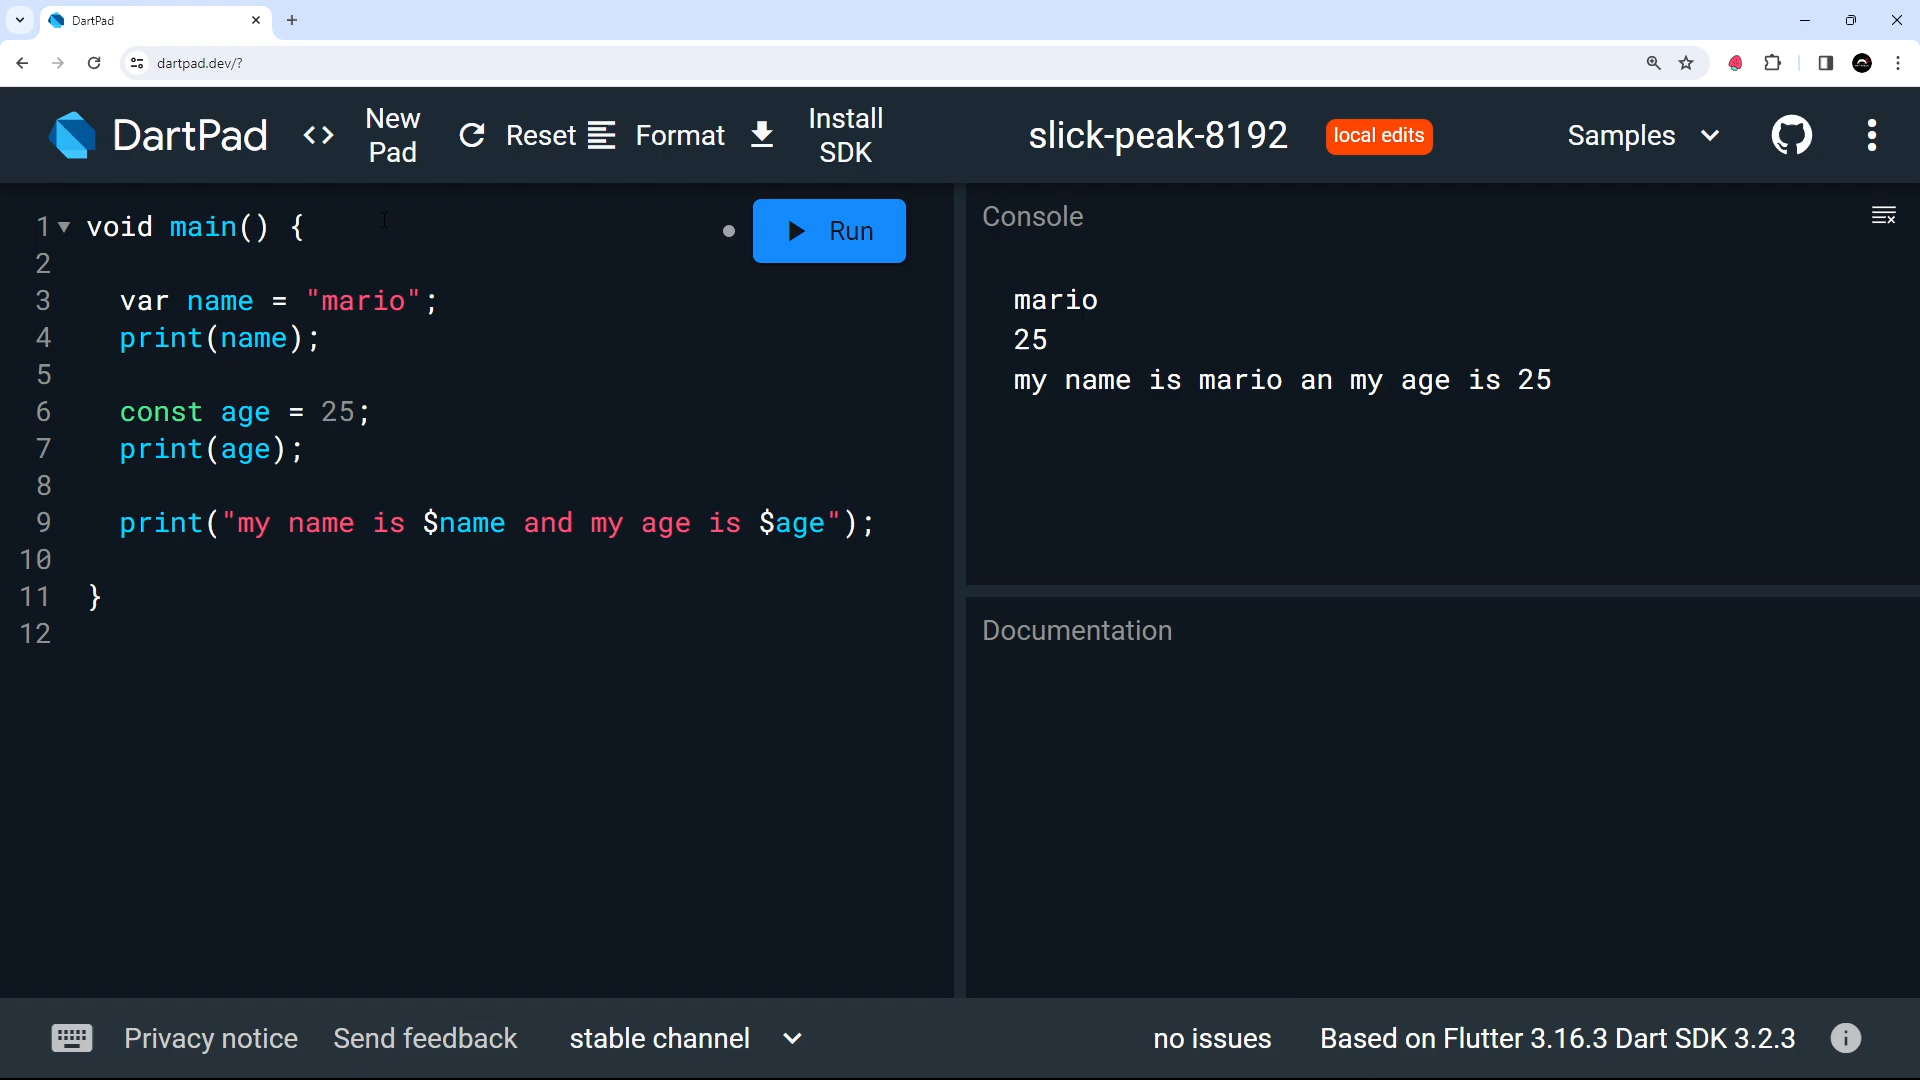 DartPad
dartpad.dev/?
DartPad
<> New Pad
Reset
Format
Install SDK
slick-peak-8192
local edits
Samples
1 void main() {
2
3   var name = "mario";
4   print(name);
5
6   const age = 25;
7   print(age);
8
9   print("my name is $name and my age is $age");
10
11 }
12
Run
Console
mario
25
my name is mario an my age is 25
Documentation
Privacy notice
Send feedback
stable channel
no issues
Based on Flutter 3.16.3 Dart SDK 3.2.3